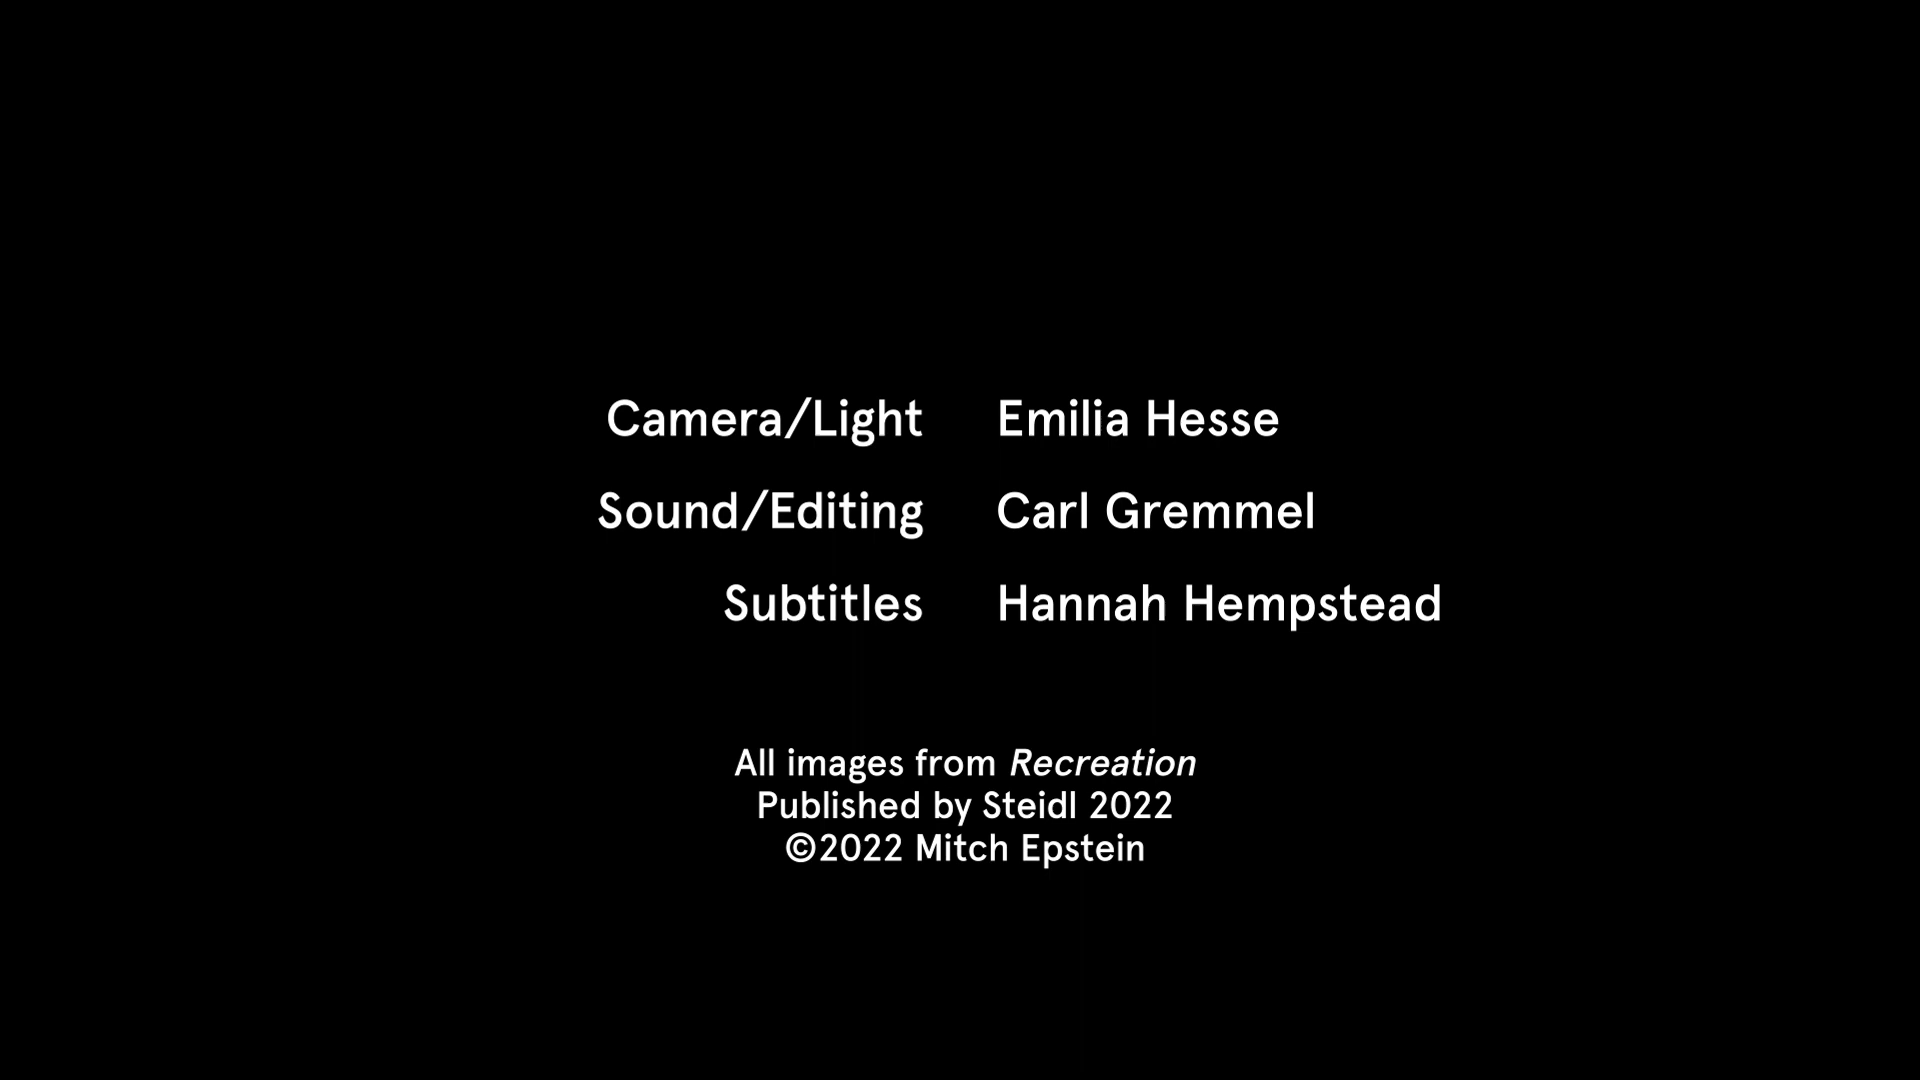 Camera/Light Emilia Hesse
Sound/Editing Carl Gremmel
Subtitles Hannah Hempstead
All images from Recreation
Published by Steidl 2022
©2022 Mitch Epstein